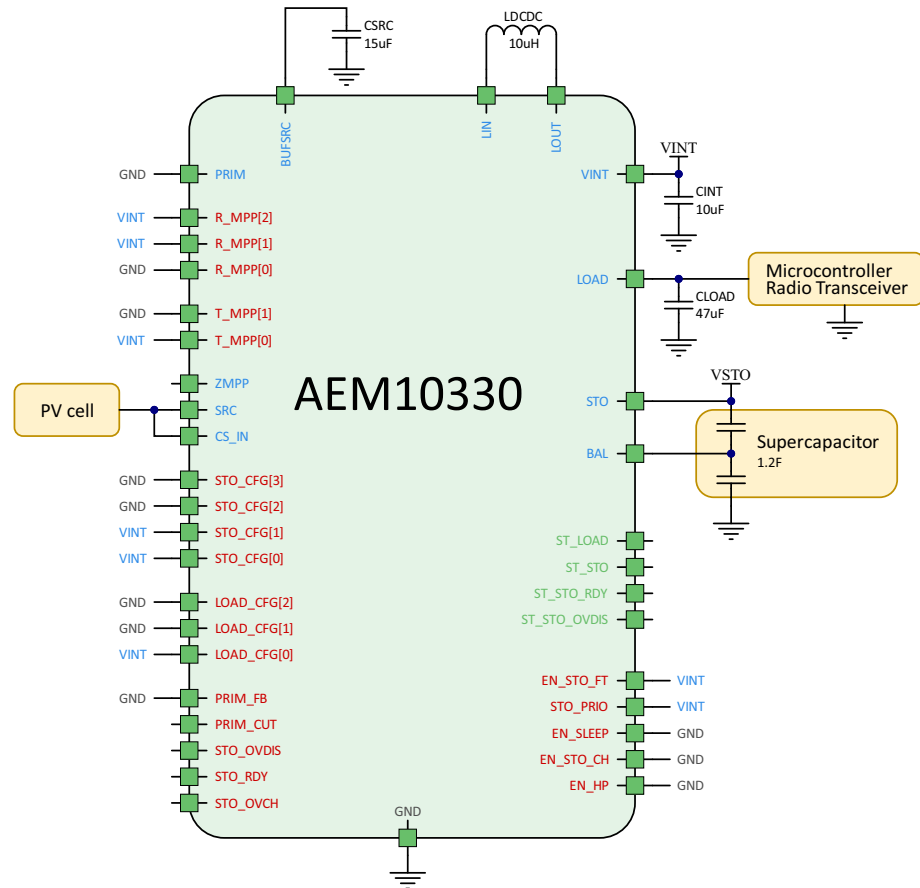 CSRC
15uF
LDCDC
10uH
BUFSRC
LIN
LOUT
GND
PRIM
VINT
R_MPP[2]
VINT
R_MPP[1]
GND
R_MPP[0]
GND
T_MPP[1]
VINT
T_MPP[0]
ZMPP
PV cell
SRC
CS_IN
GND
STO_CFG[3]
GND
STO_CFG[2]
VINT
STO_CFG[1]
VINT
STO_CFG[0]
GND
LOAD_CFG[2]
GND
LOAD_CFG[1]
VINT
LOAD_CFG[0]
GND
PRIM_FB
PRIM_CUT
STO_OVDIS
STO_RDY
STO_OVCH
AEM10330
GND
VINT
VINT
CINT
10uF
LOAD
CLOAD
47uF
Microcontroller
Radio Transceiver
VSTO
STO
BAL
Supercapacitor
1.2F
ST_LOAD
ST_STO
ST_STO_RDY
ST_STO_OVDIS
EN_STO_FT
VINT
STO_PRIO
VINT
EN_SLEEP
GND
EN_STO_CH
GND
EN_HP
GND